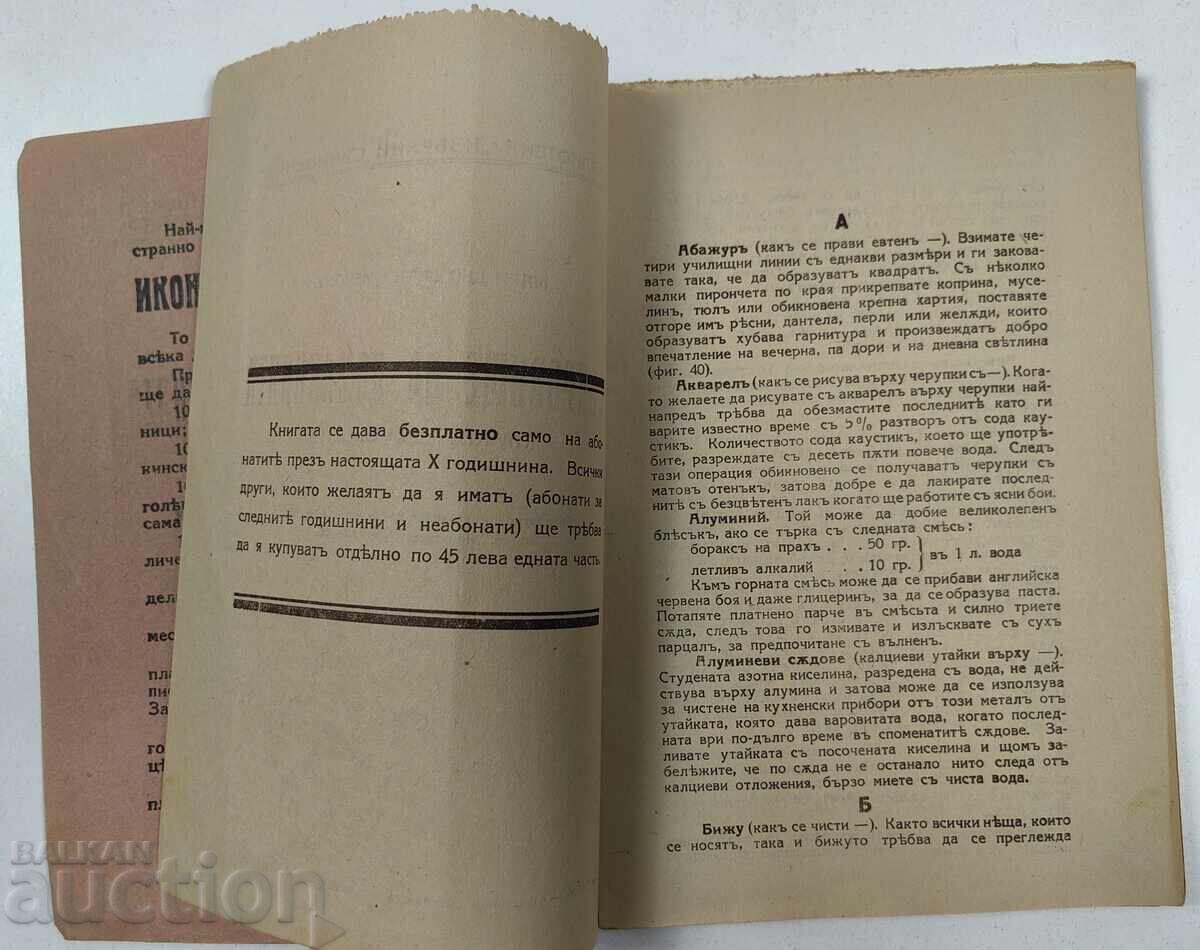 Най-
странно
ИКОН
То
всѣка
Пр
ще да
10
ници;
10
кинск
10
голѣ
сама
1
личе
дел
мес
пла
пис
За
го
цѣ
пл
Книгата се дава безплатно само на або-
натитѣ презъ настоящата X годишнина. Всички
други, които желаятъ да я иматъ (абонати за
следнитѣ годишнини и неабонати) ще трѣбва
да я купуватъ отдѣлно по 45 лева едната часть.
А
Абажуръ (какъ се прави евтенъ —). Взимате че-
тири училищни линии съ еднакви размѣри и ги закова-
вате така, че да образуватъ квадратъ. Съ нѣколко
малки пирончета по края прикрепвате коприна, мусе-
линъ, тюлъ или обикновена крепна хартия, поставяте
отгоре имъ рѣсни, дантела, перли или желѫди, които
образуватъ хубава гарнитура и произвеждатъ добро
впечатление на вечерна, па дори и на дневна свѣтлина
(фиг. 40).
Акварелъ (какъ се рисува върху черупки съ—). Кога-
то желаете да рисувате съ акварелъ върху черупки най-
напредъ трѣбва да обезмастите последнитѣ като ги
варите известно време съ 5% разтворъ отъ сода кау-
стикъ. Количеството сода каустикъ, което ще употрѣ-
бите, разреждате съ десеть пѫти повече вода. Следъ
тази операция обикновено се получаватъ черупки съ
матовъ отенъкъ, затова добре е да лакирате послед-
нитѣ съ безцвѣтенъ лакъ когато ще работите съ ясни бои.
Алуминий. Той може да добие великолепенъ
блѣсъкъ, ако се търка съ следната смѣсь:
бораксъ на прахъ . . . 50 гр. } въ 1 л. вода
летливъ алкалий . . 10 гр.
Къмъ горната смѣсь може да се прибави английска
червена боя и даже глицеринъ, за да се образува паста.
Потапяте платнено парче въ смѣсьта и силно триете
сѫда, следъ това го измивате и излъсквате съ сухъ
парцалъ, за предпочитане съ вълненъ.
Алуминеви сѫдове (калциеви утайки върху —).
Студената азотна киселина, разредена съ вода, не дей-
ствува върху алумина и затова може да се използува
за чистене на кухненски прибори отъ този металъ отъ
утайката, която дава варовитата вода, когато послед-
ната ври по-дълго време въ споменатитѣ сѫдове. За-
ливате утайката съ посочената киселина и щомъ за-
бележите, че по сѫда не е останало нито следа отъ
калциеви отложения, бързо миете съ чиста вода.
Б
Бижу (какъ се чисти —). Както всички нѣща, които
се носятъ, така и бижуто трѣбва да се преглежда
BALKAN
auction